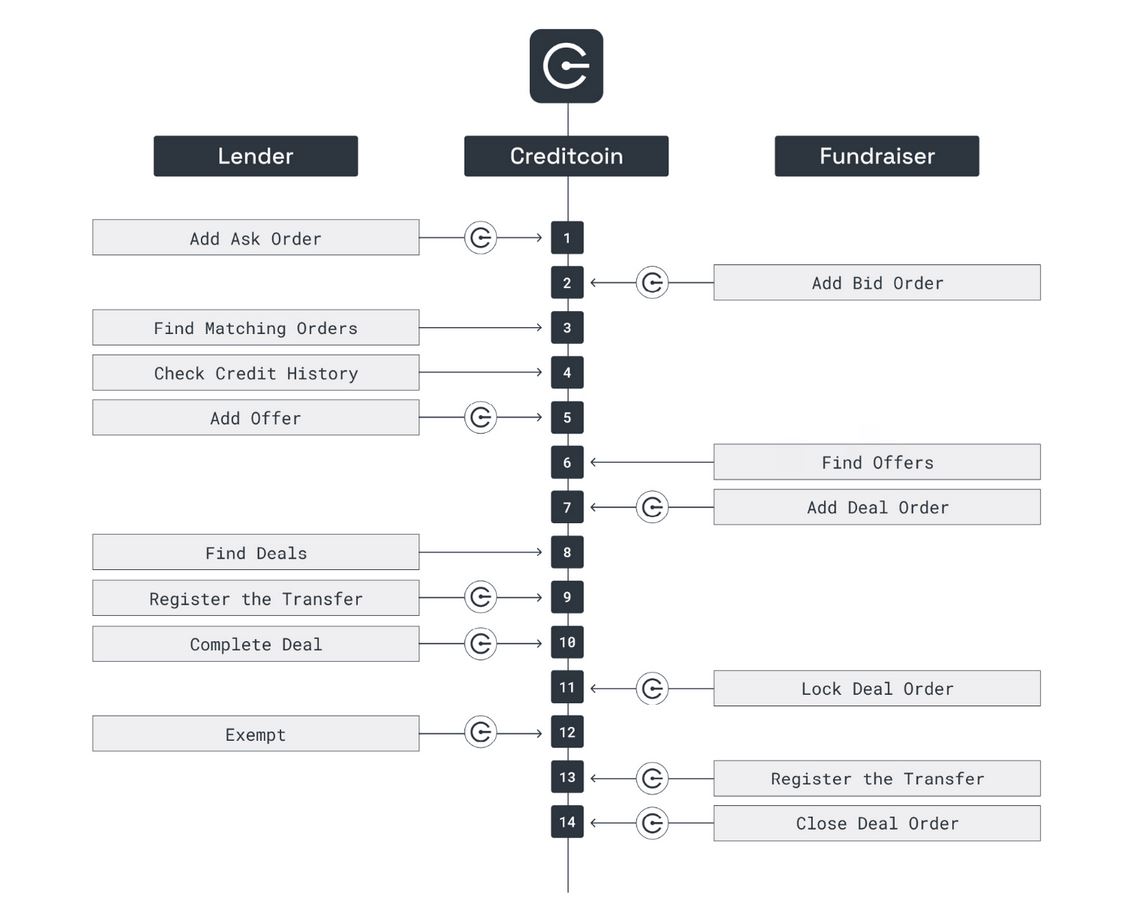 Lender
Creditcoin
Fundraiser
Add Ask Order
1
2
Add Bid Order
Find Matching Orders
3
Check Credit History
4
Add Offer
5
6
Find Offers
7
Add Deal Order
Find Deals
8
Register the Transfer
9
Complete Deal
10
11
Lock Deal Order
Exempt
12
13
Register the Transfer
14
Close Deal Order